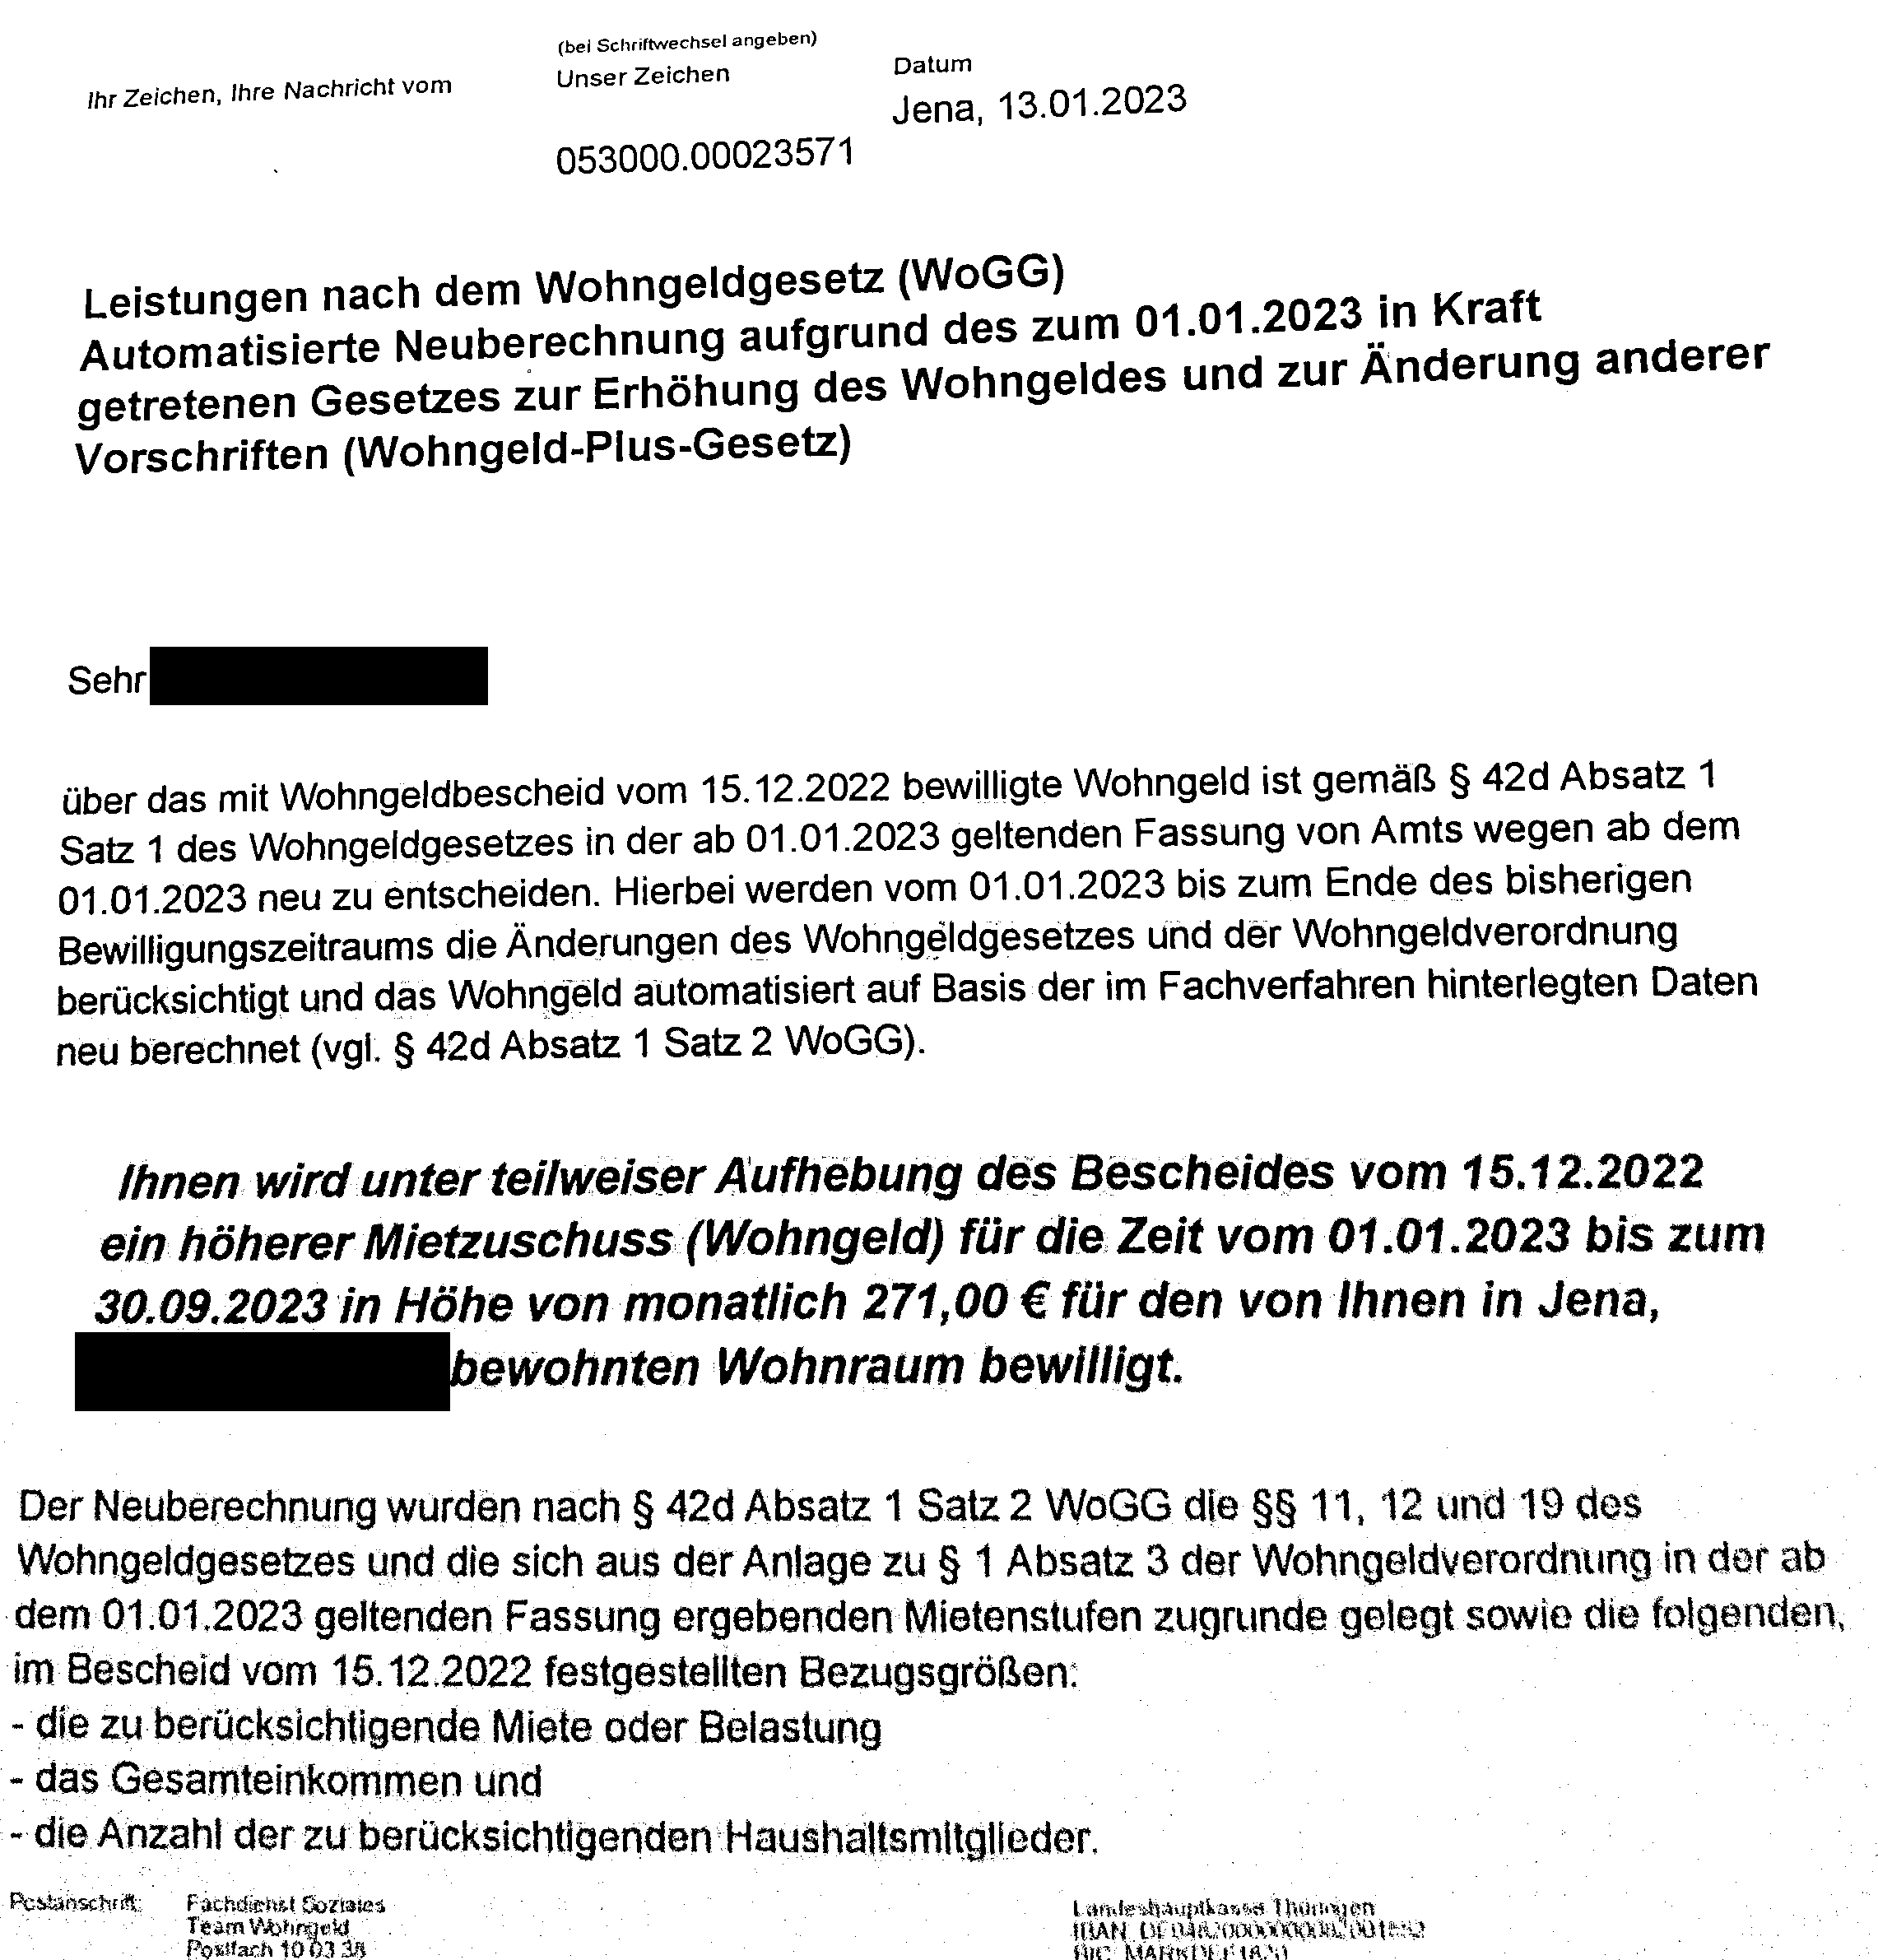 (bei Schriftwechsel angeben)
Ihr Zeichen, Ihre Nachricht vom Unser Zeichen Datum
Jena, 13.01.2023
053000.00023571
Leistungen nach dem Wohngeldgesetz (WoGG)
Automatisierte Neuberechnung aufgrund des zum 01.01.2023 in Kraft
getretenen Gesetzes zur Erhöhung des Wohngeldes und zur Änderung anderer
Vorschriften (Wohngeld-Plus-Gesetz)
Sehr
über das mit Wohngeldbescheid vom 15.12.2022 bewilligte Wohngeld ist gemäß § 42d Absatz 1
Satz 1 des Wohngeldgesetzes in der ab 01.01.2023 geltenden Fassung von Amts wegen ab dem
01.01.2023 neu zu entscheiden. Hierbei werden vom 01.01.2023 bis zum Ende des bisherigen
Bewilligungszeitraums die Änderungen des Wohngeldgesetzes und der Wohngeldverordnung
berücksichtigt und das Wohngeld automatisiert auf Basis der im Fachverfahren hinterlegten Daten
neu berechnet (vgl. § 42d Absatz 1 Satz 2 WoGG).
Ihnen wird unter teilweiser Aufhebung des Bescheides vom 15.12.2022
ein höherer Mietzuschuss (Wohngeld) für die Zeit vom 01.01.2023 bis zum
30.09.2023 in Höhe von monatlich 271,00 € für den von Ihnen in Jena,
bewohnten Wohnraum bewilligt.
Der Neuberechnung wurden nach § 42d Absatz 1 Satz 2 WoGG die §§ 11, 12 und 19 des
Wohngeldgesetzes und die sich aus der Anlage zu § 1 Absatz 3 der Wohngeldverordnung in der ab
dem 01.01.2023 geltenden Fassung ergebenden Mietenstufen zugrunde gelegt sowie die folgenden,
im Bescheid vom 15.12.2022 festgestellten Bezugsgrößen:
- die zu berücksichtigende Miete oder Belastung
- das Gesamteinkommen und
- die Anzahl der zu berücksichtigenden Haushaltsmitglieder.
Postanschrift: Fachdienst Soziales Landeshauptkasse Thüringen
Team Wohngeld IBAN
Postfach 10 03 38 BIC